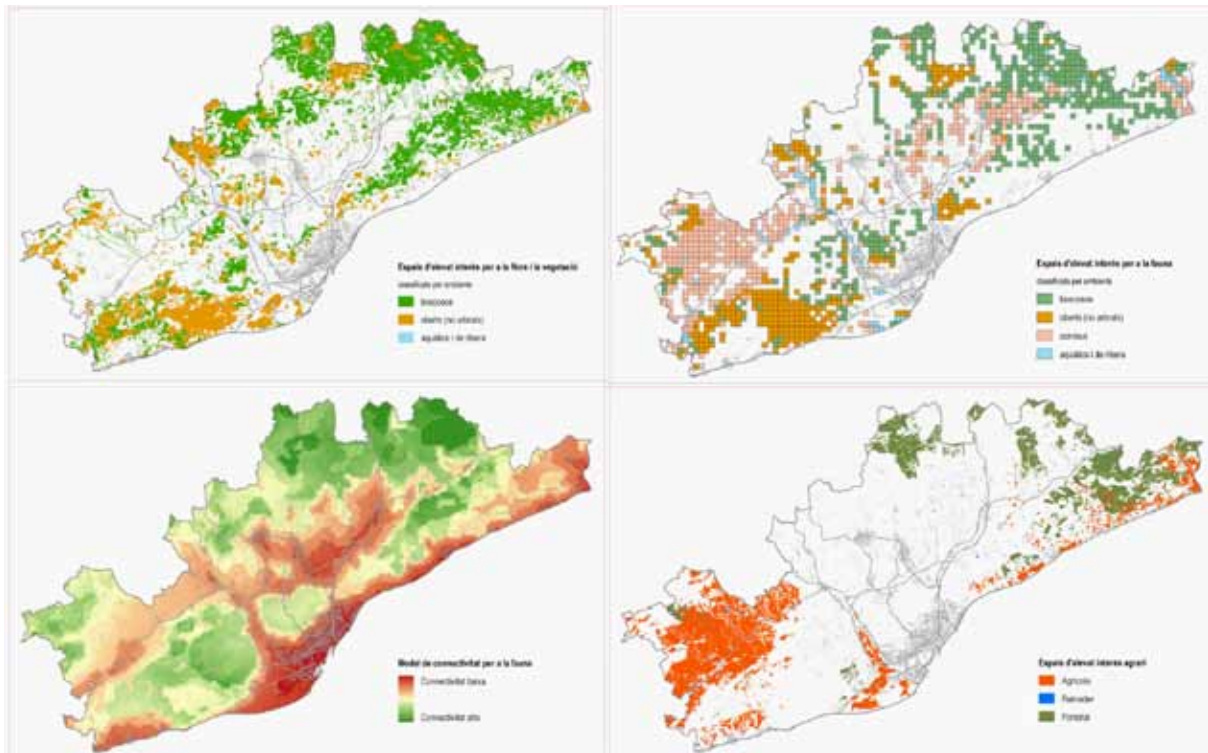 Espais d'elevat interès per a la flora i la vegetació
classificats per ambients
boscosos
oberts (no arbrats)
aquàtics i de ribera
Espais d'elevat interès per a la fauna
classificats per ambients
boscosos
oberts (no arbrats)
conreus
aquàtics i de ribera
Model de connectivitat per a la fauna
Connectivitat baixa
Connectivitat alta
Espais d'elevat interès agrari
Agrícola
Ramader
Forestal